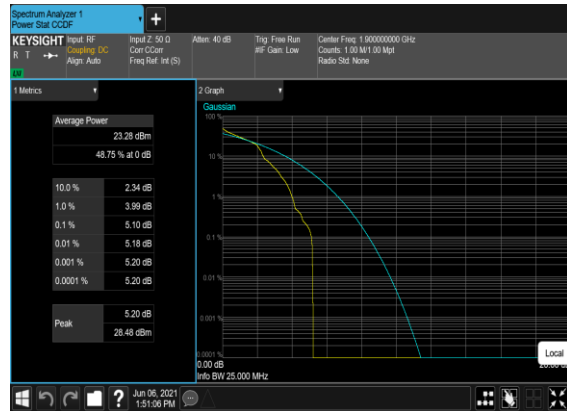 Spectrum Analyzer 1
Power Stat CCDF
KEYSIGHT
R T
LV
Input: RF
Coupling: DC
Align: Auto
Input Z: 50 Ω
Corr CCorr
Freq Ref: Int (S)
Atten: 40 dB
Trig: Free Run
#IF Gain: Low
Center Freq: 1.900000000 GHz
Counts: 1.00 M/1.00 Mpt
Radio Std: None
1 Metrics
Average Power
23.28 dBm
48.75 % at 0 dB
10.0 % 2.34 dB
1.0 % 3.99 dB
0.1 % 5.10 dB
0.01 % 5.18 dB
0.001 % 5.20 dB
0.0001 % 5.20 dB
Peak
5.20 dB
28.48 dBm
2 Graph
Gaussian
100 %
10 %
1 %
0.1 %
0.01 %
0.001 %
0.0001 %
0.00 dB
Info BW 25.000 MHz
Local
?
Jun 06, 2021
1:51:06 PM